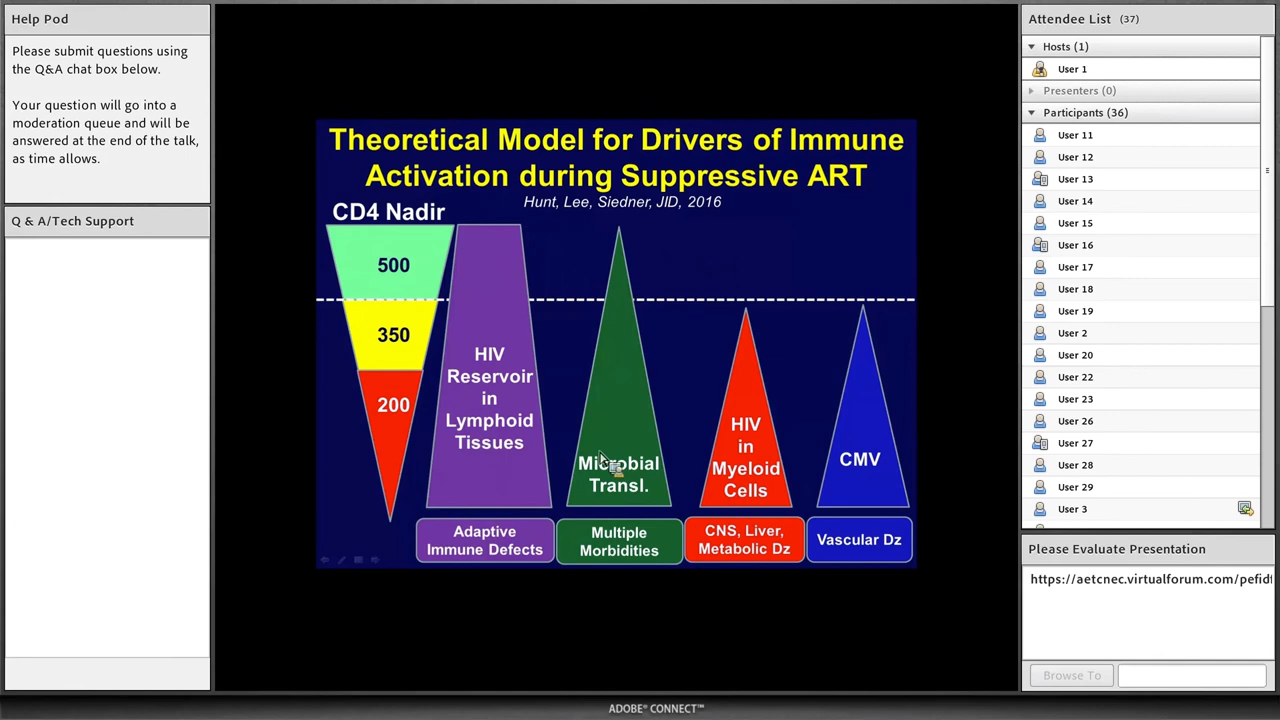 Help Pod
Please submit questions using
the Q&A chat box below.
Your question will go into a
moderation queue and will be
answered at the end of the talk,
as time allows.
Q & A/Tech Support
Theoretical Model for Drivers of Immune
Activation during Suppressive ART
Hunt, Lee, Siedner, JID, 2016
CD4 Nadir
500
350
200
HIV
Reservoir
in
Lymphoid
Tissues
Microbial
Transl.
HIV
in
Myeloid
Cells
CMV
Adaptive
Immune Defects
Multiple
Morbidities
CNS, Liver,
Metabolic Dz
Vascular Dz
Attendee List (37)
Hosts (1)
User 1
Presenters (0)
Participants (36)
User 11
User 12
User 13
User 14
User 15
User 16
User 17
User 18
User 19
User 2
User 20
User 22
User 23
User 26
User 27
User 28
User 29
User 3
Please Evaluate Presentation
https://aetcnec.virtualforum.com/pefidf
Browse To
ADOBE® CONNECT™